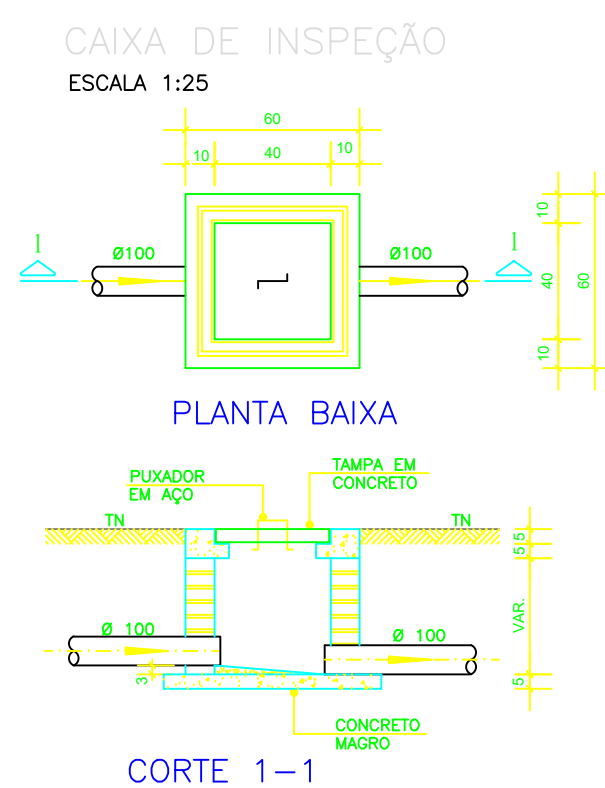 CAIXA DE INSPEÇÃO
ESCALA 1:25
60
10 40 10
1 Ø100 Ø100 1
10
40 60
10
PLANTA BAIXA
PUXADOR
EM AÇO
TAMPA EM
CONCRETO
TN TN
5 5
VAR.
Ø 100 Ø 100
3
5
CONCRETO
MAGRO
CORTE 1-1